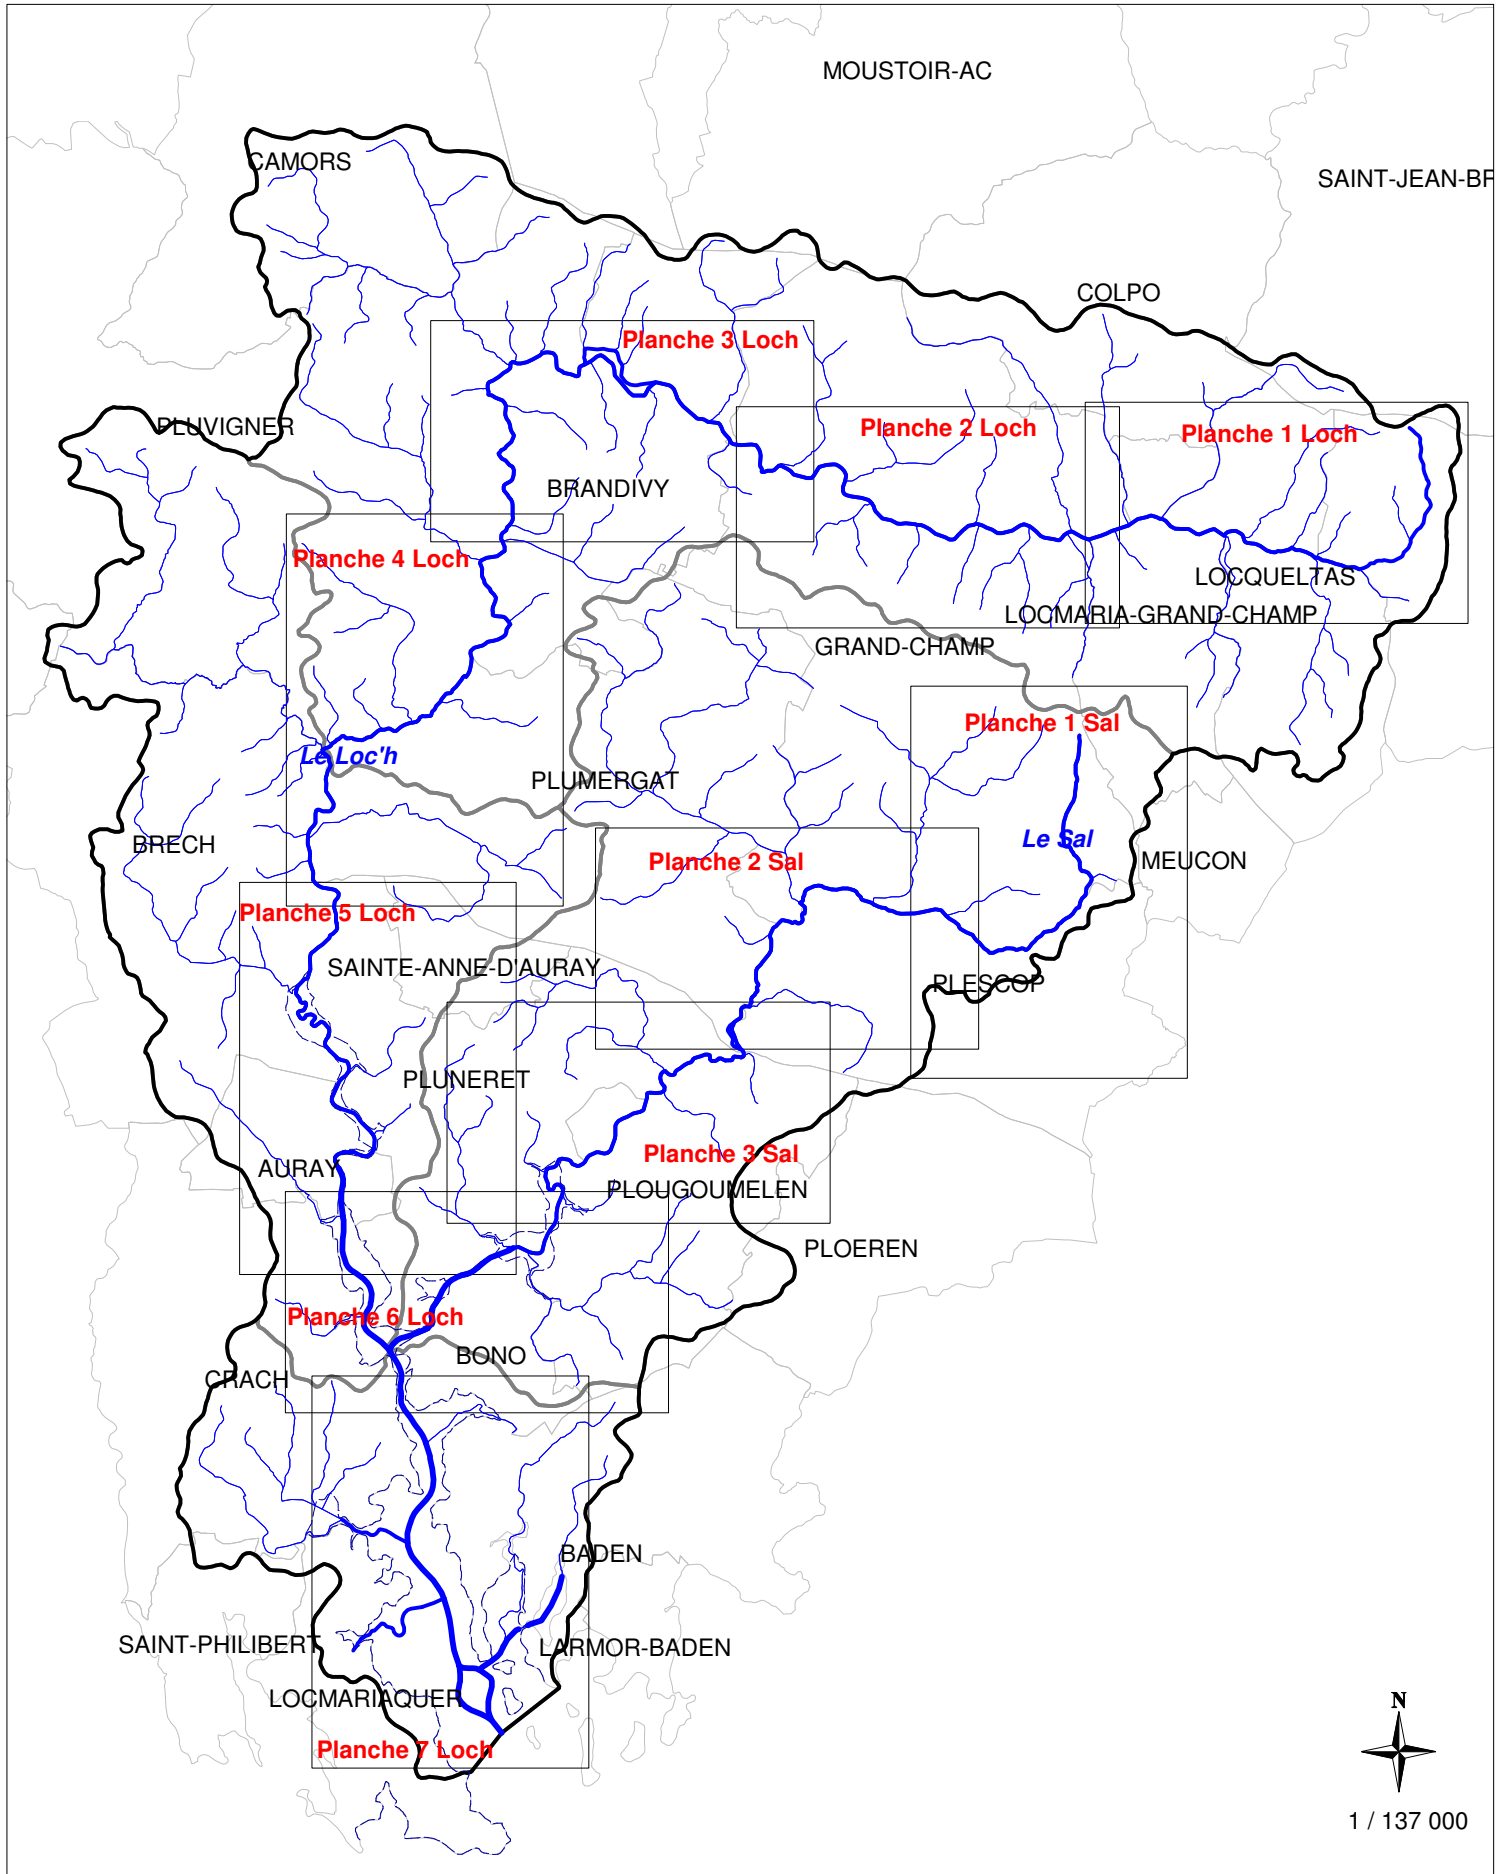 MOUSTOIR-AC
CAMORS
SAINT-JEAN-BR
COLPO
Planche 3 Loch
PLUVIGNER
Planche 2 Loch
Planche 1 Loch
BRANDIVY
Planche 4 Loch
LOCQUELTAS
LOCMARIA-GRAND-CHAMP
GRAND-CHAMP
Planche 1 Sal
Le Loc'h
PLUMERGAT
BRECH
Le Sal
Planche 2 Sal
MEUCON
Planche 5 Loch
SAINTE-ANNE-D'AURAY
PLESCOP
PLUNERET
Planche 3 Sal
AURAY
PLOUGOUMELEN
PLOEREN
Planche 6 Loch
BONO
CRACH
BADEN
SAINT-PHILIBERT
LARMOR-BADEN
LOCMARIAQUER
Planche 7 Loch
N
1 / 137 000